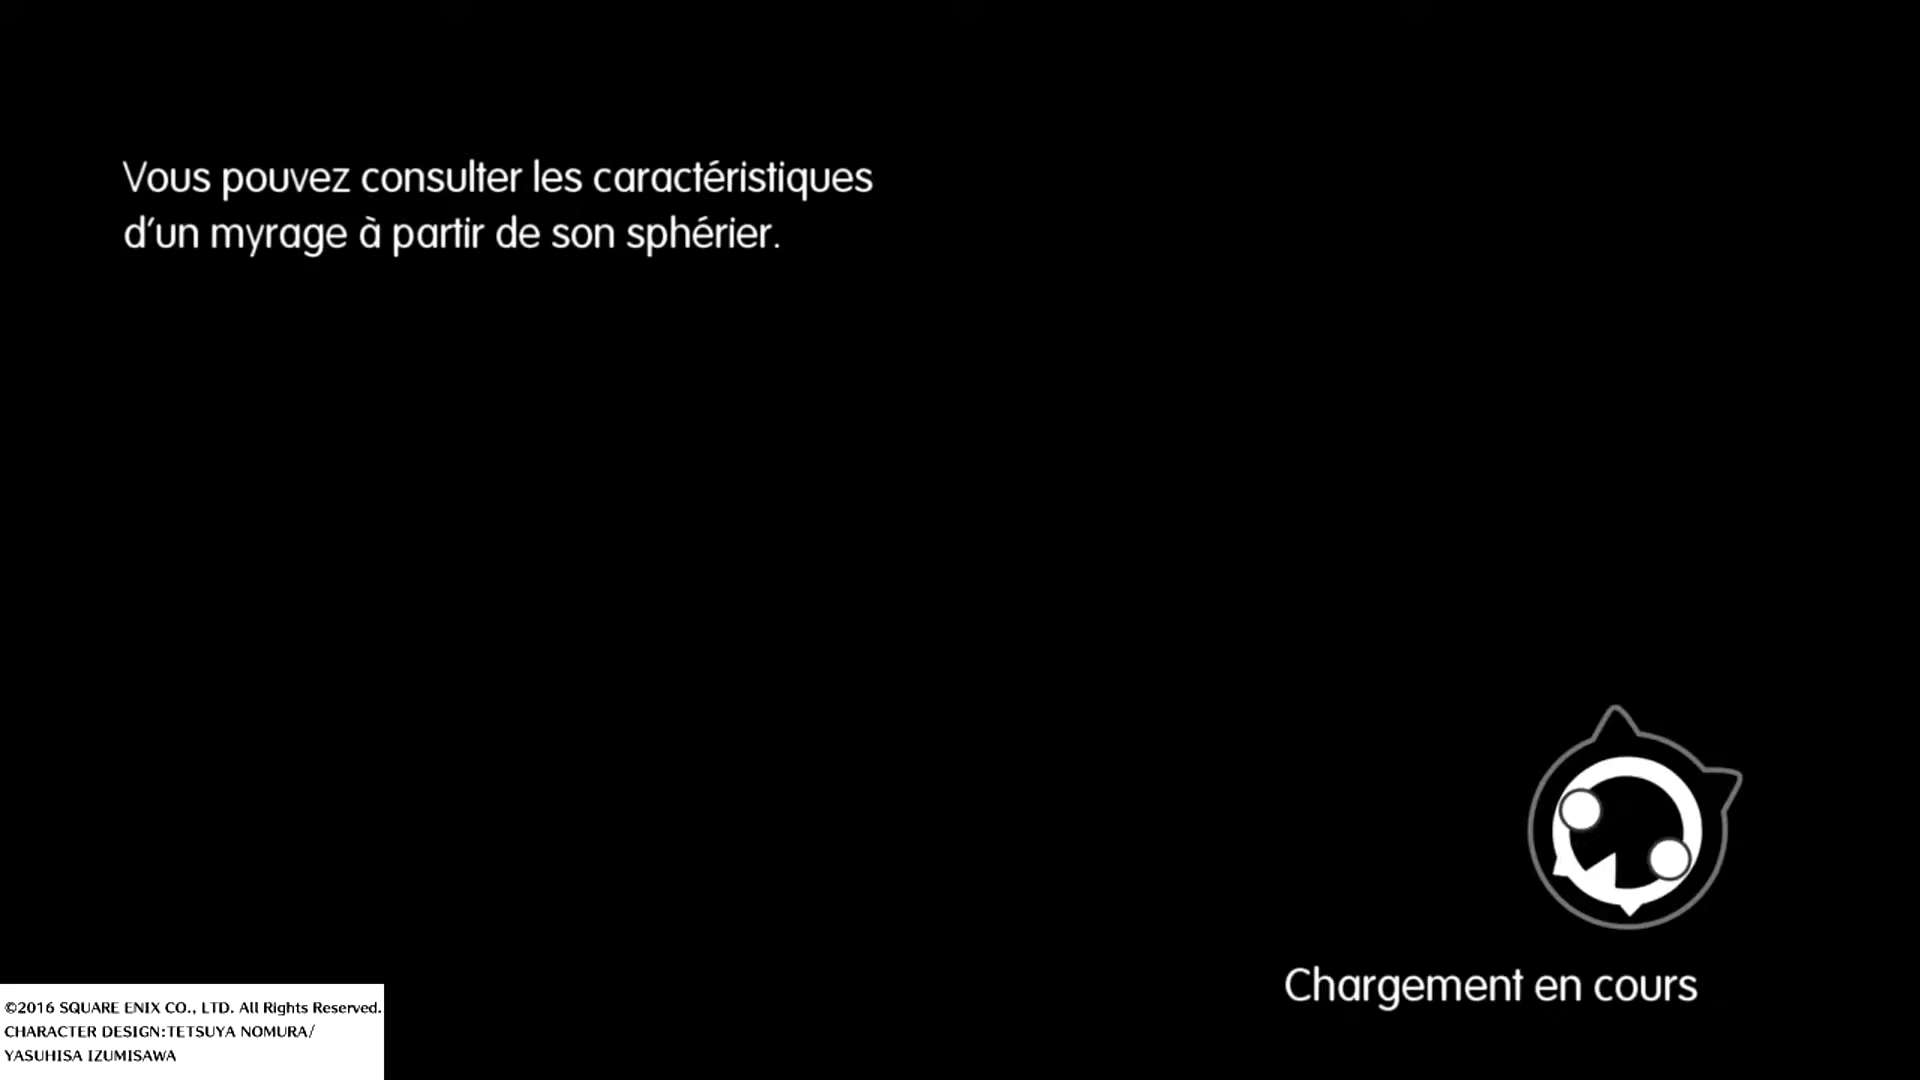 Vous pouvez consulter les caractéristiques
d’un myrage à partir de son sphérier.
Chargement en cours
©2016 SQUARE ENIX CO., LTD. All Rights Reserved.
CHARACTER DESIGN:TETSUYA NOMURA/
YASUHISA IZUMISAWA